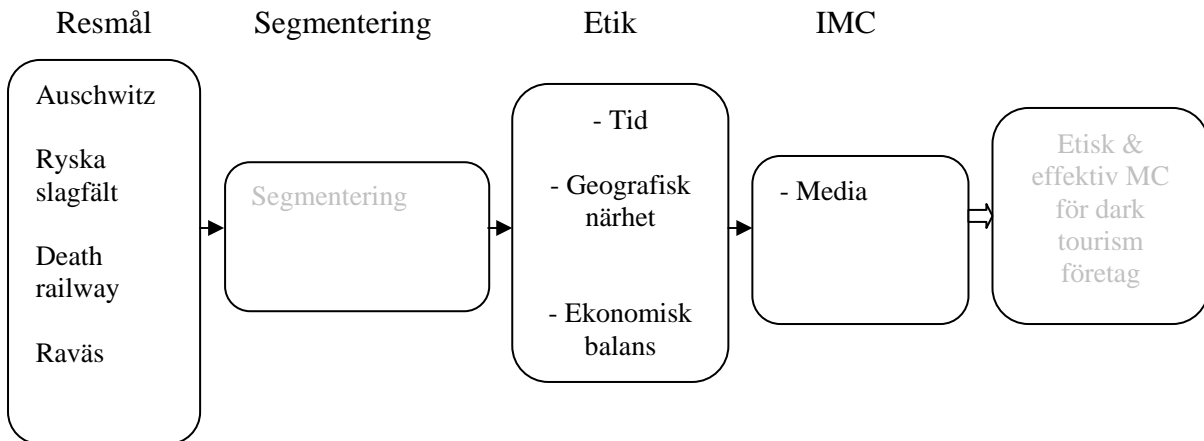 Resmål
Segmentering
Etik
IMC
Auschwitz
Ryska
slagfält
Death
railway
Raväs
Segmentering
- Tid
- Geografisk
närhet
- Ekonomisk
balans
- Media
Etisk &
effektiv MC
för dark
tourism
företag